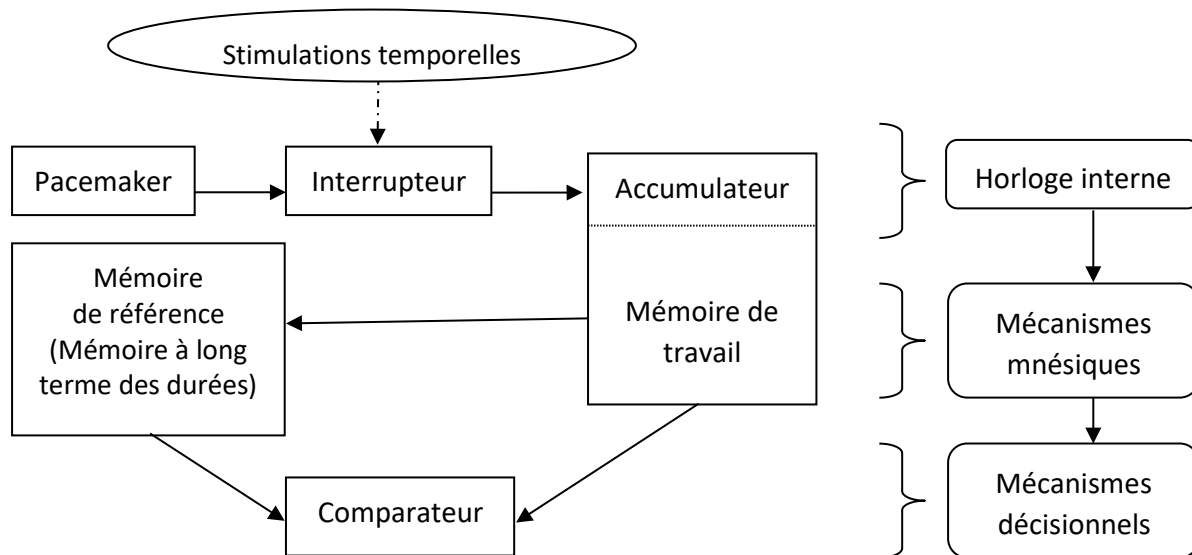 Stimulations temporelles
Pacemaker
Interrupteur
Accumulateur
Horloge interne
Mémoire
de référence
(Mémoire à long
terme des durées)
Mémoire de
travail
Mécanismes
mnésiques
Comparateur
Mécanismes
décisionnels